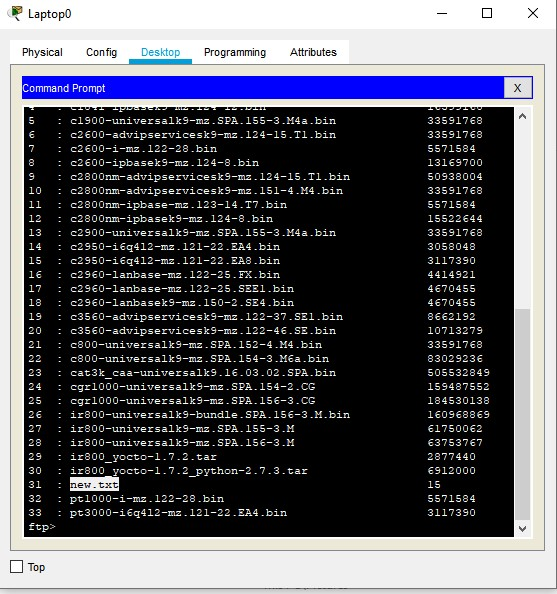 Laptop0
Physical Config Desktop Programming Attributes
Command Prompt
X
5 : c1900-universalk9-mz.SPA.155-3.M4a.bin 33591768
6 : c2600-advipservicesk9-mz.124-15.T1.bin 33591768
7 : c2600-i-mz.122-28.bin 5571584
8 : c2600-ipbasek9-mz.124-8.bin 13169700
9 : c2800nm-advipservicesk9-mz.124-15.T1.bin 50938004
10 : c2800nm-advipservicesk9-mz.151-4.M4.bin 33591768
11 : c2800nm-ipbase-mz.123-14.T7.bin 5571584
12 : c2800nm-ipbasek9-mz.124-8.bin 15522644
13 : c2900-universalk9-mz.SPA.155-3.M4a.bin 33591768
14 : c2950-i6q4l2-mz.121-22.EA4.bin 3058048
15 : c2950-i6q4l2-mz.121-22.EA8.bin 3117390
16 : c2960-lanbase-mz.122-25.FX.bin 4414921
17 : c2960-lanbase-mz.122-25.SEE1.bin 4670455
18 : c2960-lanbasek9-mz.150-2.SE4.bin 4670455
19 : c3560-advipservicesk9-mz.122-37.SE1.bin 8662192
20 : c3560-advipservicesk9-mz.122-46.SE.bin 10713279
21 : c800-universalk9-mz.SPA.152-4.M4.bin 33591768
22 : c800-universalk9-mz.SPA.154-3.M6a.bin 83029236
23 : cat3k_caa-universalk9.16.03.02.SPA.bin 505532849
24 : cgr1000-universalk9-mz.SPA.154-2.CG 159487552
25 : cgr1000-universalk9-mz.SPA.156-3.CG 184530138
26 : ir800-universalk9-bundle.SPA.156-3.M.bin 160968869
27 : ir800-universalk9-mz.SPA.155-3.M 61750062
28 : ir800-universalk9-mz.SPA.156-3.M 63753767
29 : ir800_yocto-1.7.2.tar 2877440
30 : ir800_yocto-1.7.2_python-2.7.3.tar 6912000
31 : new.txt 15
32 : pt1000-i-mz.122-28.bin 5571584
33 : pt3000-i6q4l2-mz.121-22.EA4.bin 3117390
ftp>
Top